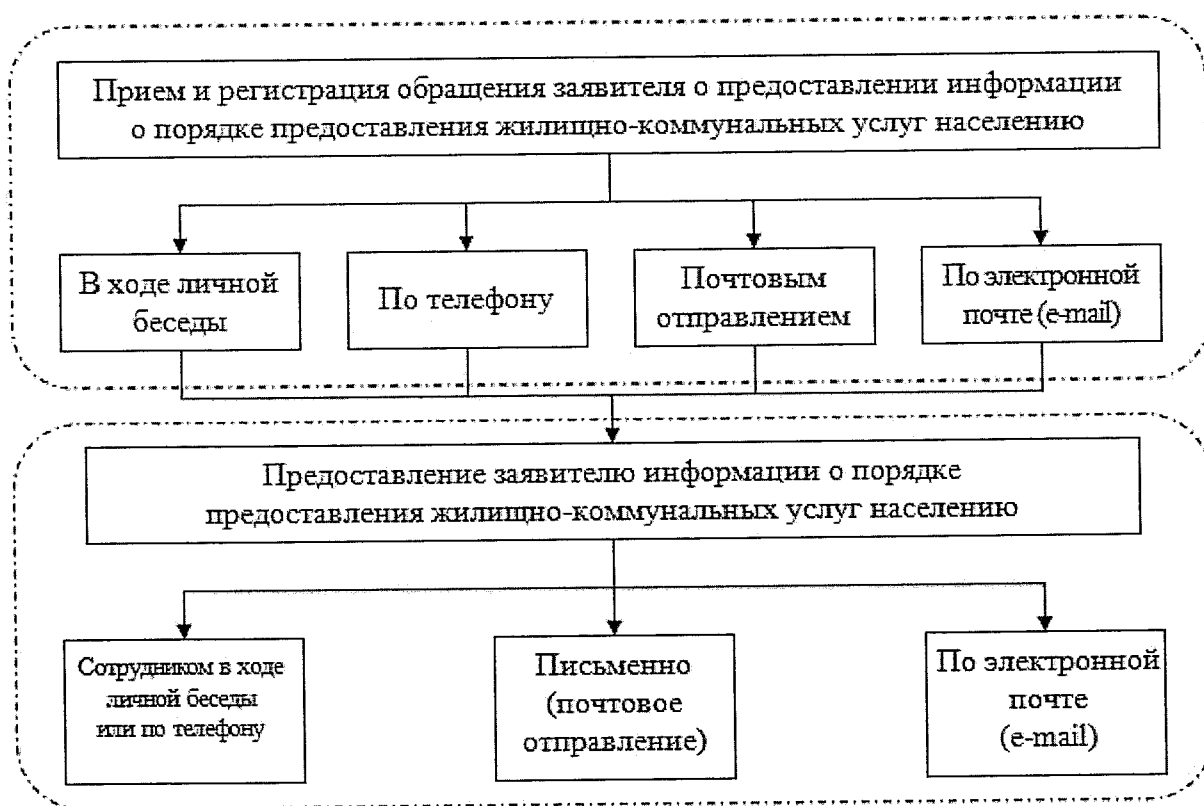 Прием и регистрация обращения заявителя о предоставлении информации
о порядке предоставления жилищно-коммунальных услуг населению
В ходе личной
беседы
По телефону
Почтовым
отправлением
По электронной
почте (e-mail)
Предоставление заявителю информации о порядке
предоставления жилищно-коммунальных услуг населению
Сотрудником в ходе
личной беседы
или по телефону
Письменно
(почтовое
отправление)
По электронной
почте
(e-mail)